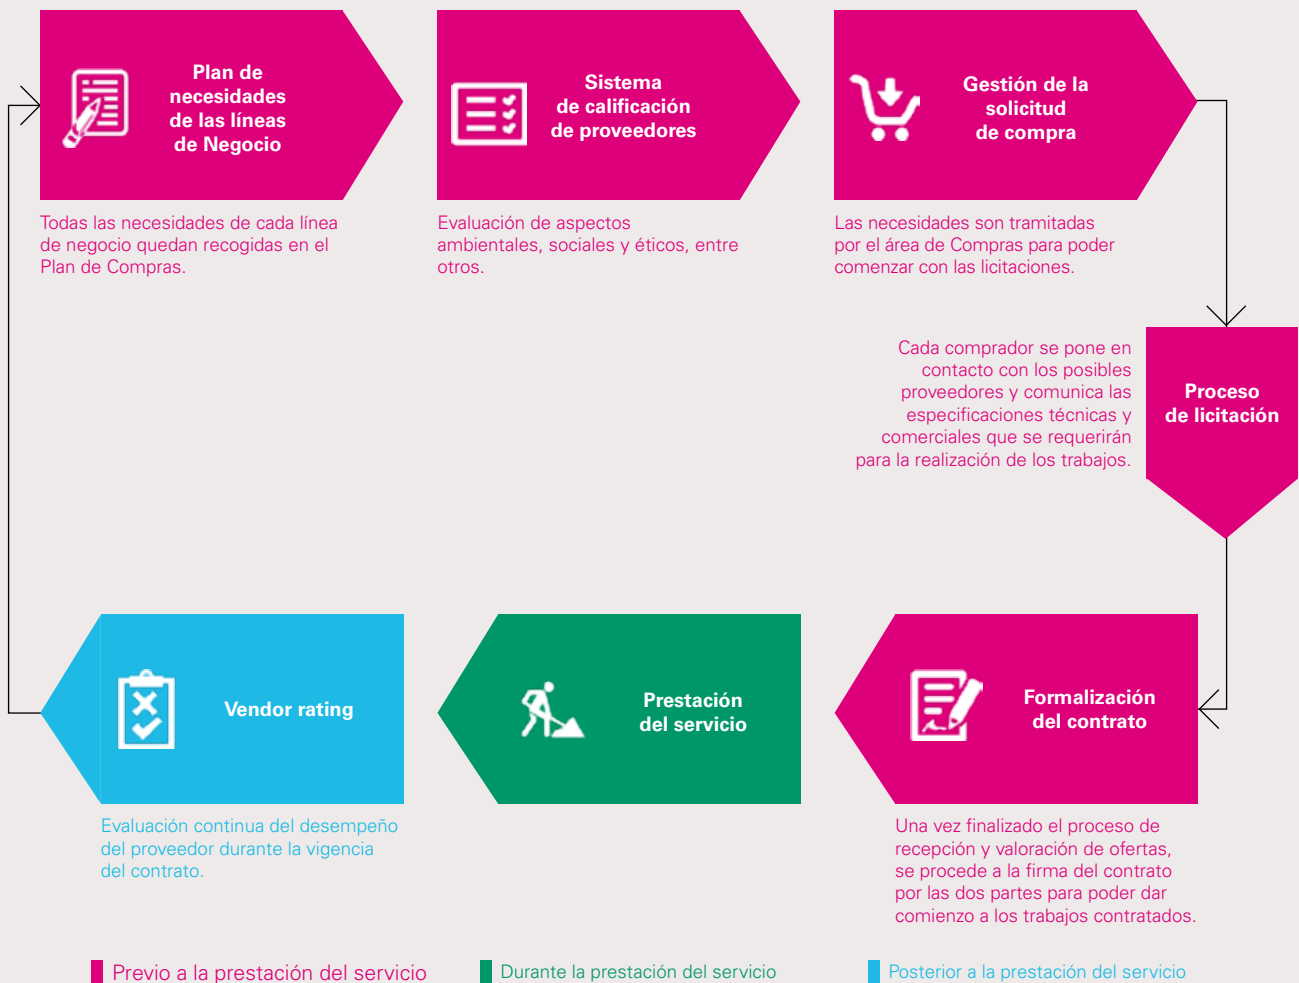 Plan de
necesidades
de las líneas
de Negocio
Todas las necesidades de cada línea
de negocio quedan recogidas en el
Plan de Compras.
Sistema
de calificación
de proveedores
Evaluación de aspectos
ambientales, sociales y éticos, entre
otros.
Gestión de la
solicitud
de compra
Las necesidades son tramitadas
por el área de Compras para poder
comenzar con las licitaciones.
Proceso
de licitación
Cada comprador se pone en
contacto con los posibles
proveedores y comunica las
especificaciones técnicas y
comerciales que se requerirán
para la realización de los trabajos.
Formalización
del contrato
Una vez finalizado el proceso de
recepción y valoración de ofertas,
se procede a la firma del contrato
por las dos partes para poder dar
comienzo a los trabajos contratados.
Prestación
del servicio
Vendor rating
Evaluación continua del desempeño
del proveedor durante la vigencia
del contrato.
Previo a la prestación del servicio
Durante la prestación del servicio
Posterior a la prestación del servicio